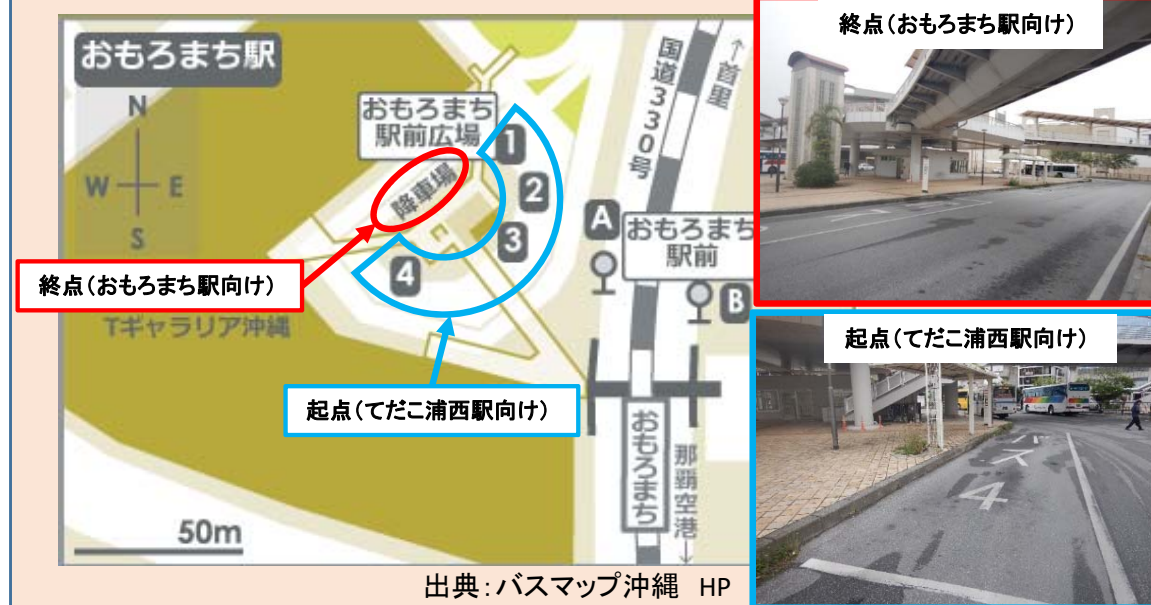 おもろまち駅
N
W
E
S
おもろまち
駅前広場
降車場
1
2
3
4
国道330号
↑首里
A
おもろまち
駅前
B
終点(おもろまち駅向け)
Tギャラリア沖縄
起点(てだこ浦西駅向け)
おもろまち
那覇空港→
50m
出典:バスマップ沖縄 HP
終点(おもろまち駅向け)
起点(てだこ浦西駅向け)
バス
4